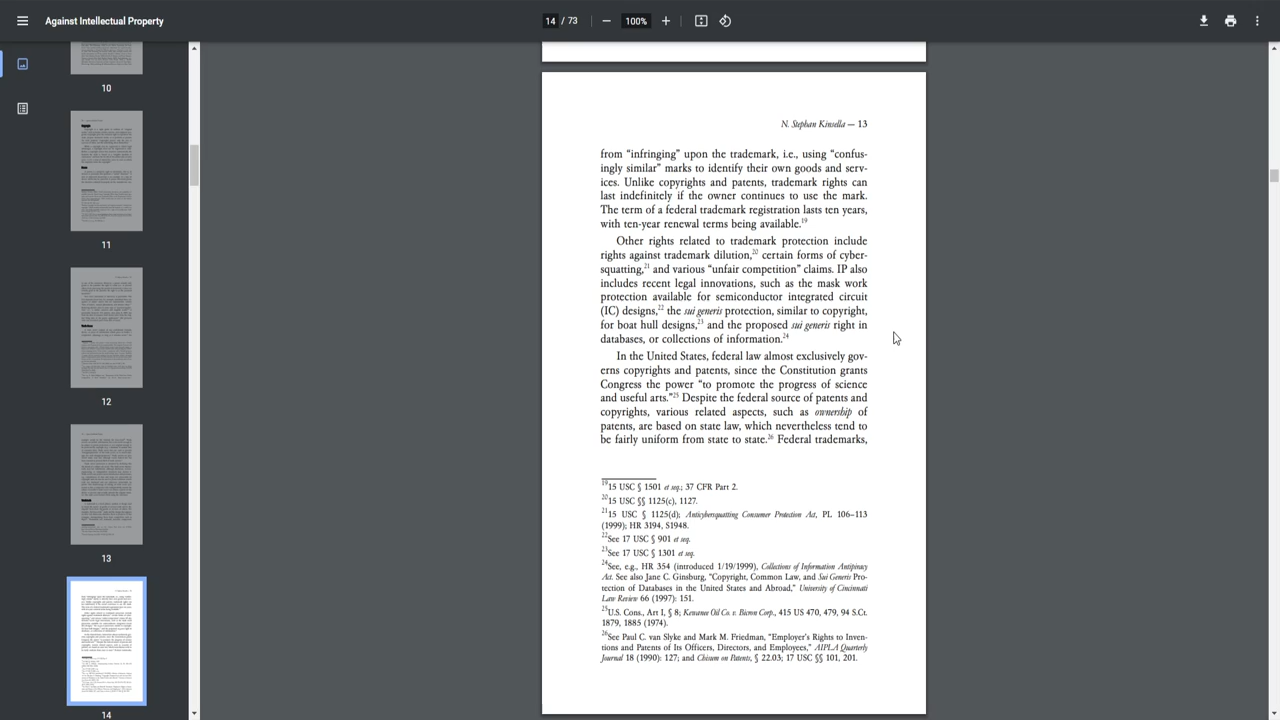 Against Intellectual Property
14 / 73
100%
10
11
12
13
14
N. Stephan Kinsella — 13
from “infringing” upon the trademark, i.e., using “confus-
ingly similar” marks to identify their own goods and serv-
ices. Unlike copyrights and patents, trademark rights can
last indefinitely if the owner continues to use the mark.
The term of a federal trademark registration lasts ten years,
with ten-year renewal terms being available.19
Other rights related to trademark protection include
rights against trademark dilution,20 certain forms of cyber-
squatting,21 and various “unfair competition” claims. IP also
includes recent legal innovations, such as the mask work
protection available for semiconductor integrated circuit
(IC) designs,22 the sui generis protection, similar to copyright,
for boat hull designs,23 and the proposed sui generis right in
databases, or collections of information.24
In the United States, federal law almost exclusively gov-
erns copyrights and patents, since the Constitution grants
Congress the power “to promote the progress of science
and useful arts.”25 Despite the federal source of patents and
copyrights, various related aspects, such as ownership of
patents, are based on state law, which nevertheless tend to
be fairly uniform from state to state.26 Federal trademarks,
19 15 USC § 1501 et seq.; 37 CFR Part 2.
20 15 USC §§ 1125(c), 1127.
21 15 USC § 1125(d); Anticybersquatting Consumer Protection Act, PL 106–113
(1999); HR 3194, S1948.
22 See 17 USC § 901 et seq.
23 See 17 USC § 1301 et seq.
24 See, e.g., HR 354 (introduced 1/19/1999), Collections of Information Antipiracy
Act. See also Jane C. Ginsburg, “Copyright, Common Law, and Sui Generis Pro-
tection of Databases in the United States and Abroad,” University of Cincinnati
Law Review 66 (1997): 151.
25 U.S. Cons., Art I, § 8; Kewanee Oil Co. v. Bicron Corp., 415 US 470, 479, 94 S.Ct.
1879, 1885 (1974).
26 See Paul C. van Slyke and Mark M. Friedman, “Employer’s Rights to Inven-
tions and Patents of Its Officers, Directors, and Employees,” AIPLA Quarterly
Journal 18 (1990): 127; and Chisum on Patents, § 22.03; 17 USC §§ 101, 201.